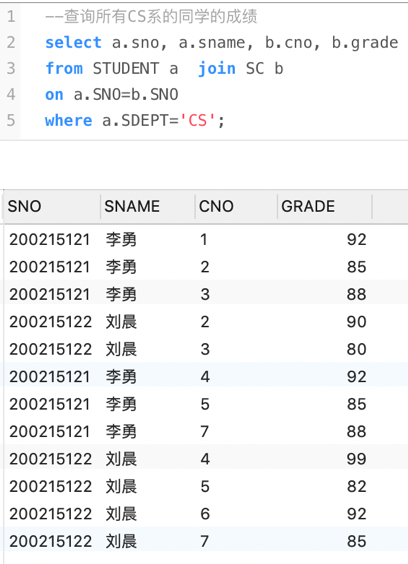 1 --查询所有CS系的同学的成绩
2 select a.sno, a.sname, b.cno, b.grade
3 from STUDENT a  join SC b
4 on a.SNO=b.SNO
5 where a.SDEPT='CS';
SNO SNAME CNO GRADE
200215121 李勇 1 92
200215121 李勇 2 85
200215121 李勇 3 88
200215122 刘晨 2 90
200215122 刘晨 3 80
200215121 李勇 4 92
200215121 李勇 5 85
200215121 李勇 7 88
200215122 刘晨 4 99
200215122 刘晨 5 82
200215122 刘晨 6 92
200215122 刘晨 7 85